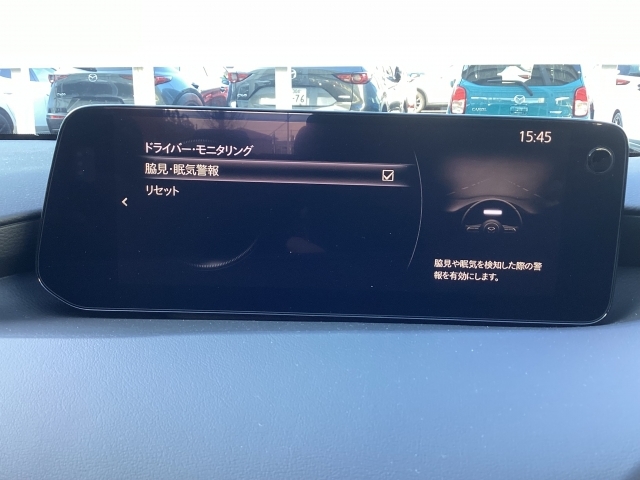 15:45
ドライバー・モニタリング
脇見・眠気警報
リセット
脇見や眠気を検知した際の警
報を有効にします。
76